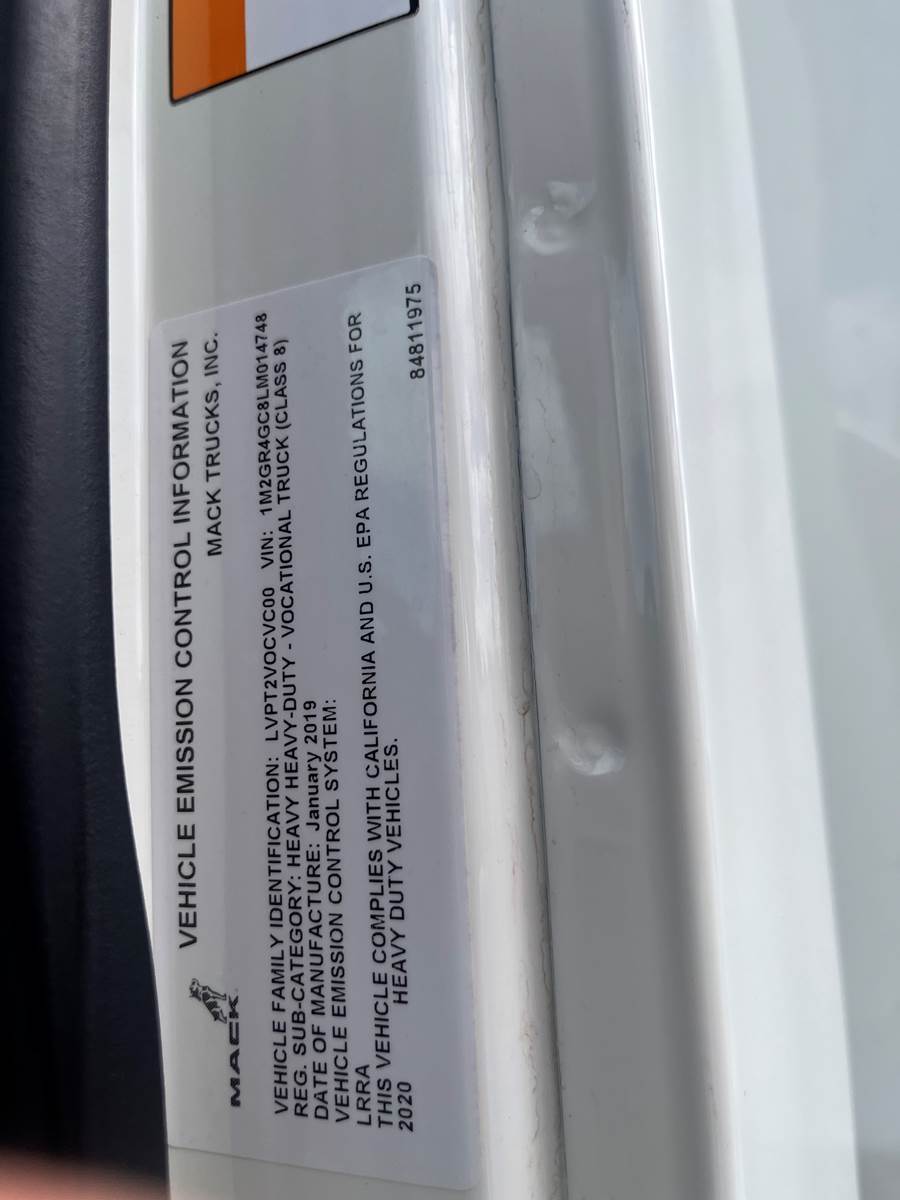 MACK
VEHICLE EMISSION CONTROL INFORMATION
MACK TRUCKS, INC.
VEHICLE FAMILY IDENTIFICATION: LVPT2VOCVC00 VIN: 1M2GR4GC8LM014748
REG. SUB-CATEGORY: HEAVY HEAVY-DUTY - VOCATIONAL TRUCK (CLASS 8)
DATE OF MANUFACTURE: January 2019
VEHICLE EMISSION CONTROL SYSTEM:
LRRA
THIS VEHICLE COMPLIES WITH CALIFORNIA AND U.S. EPA REGULATIONS FOR
2020 HEAVY DUTY VEHICLES.
84811975